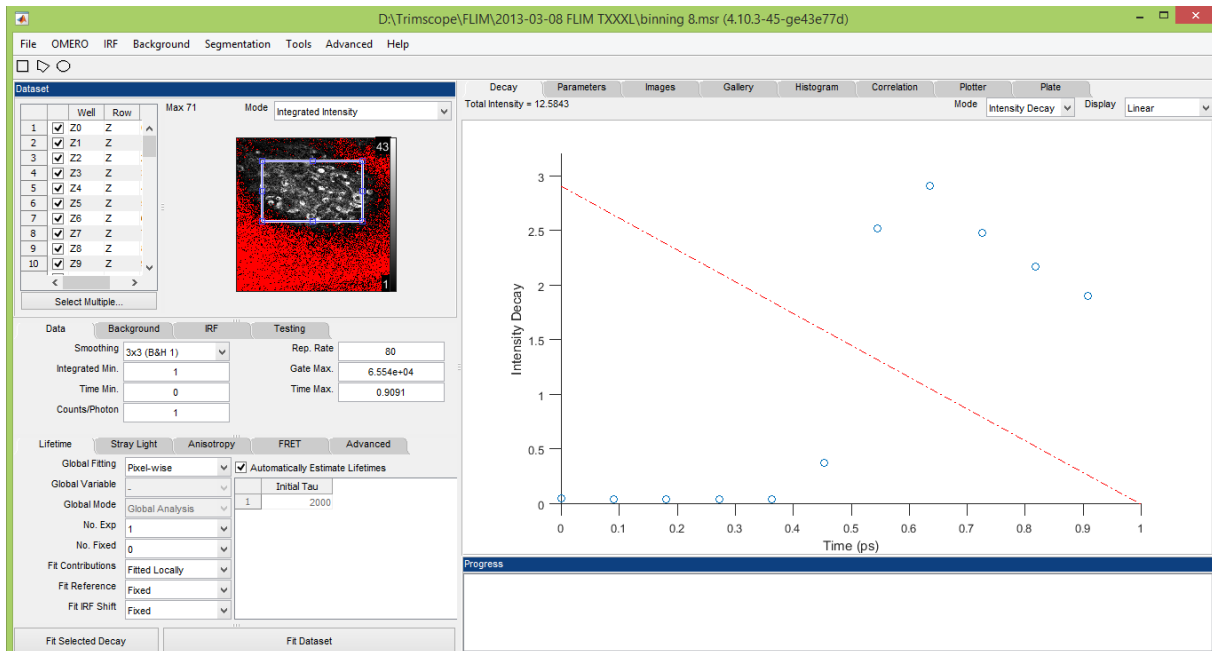 D:\Trimscope\FLIM\2013-03-08 FLIM TXXXL\binning 8.msr (4.10.3-45-ge43e77d)
File OMERO IRF Background Segmentation Tools Advanced Help
Dataset
Well Row
1 Z0 Z
2 Z1 Z
3 Z2 Z
4 Z3 Z
5 Z4 Z
6 Z5 Z
7 Z6 Z
8 Z7 Z
9 Z8 Z
10 Z9 Z
Select Multiple...
Max 71 Mode Integrated Intensity
43
1
Data Background IRF Testing
Smoothing 3x3 (B&H 1) Rep. Rate 80
Integrated Min. 1 Gate Max. 6.554e+04
Time Min. 0 Time Max. 0.9091
Counts/Photon 1
Lifetime Stray Light Anisotropy FRET Advanced
Global Fitting Pixel-wise Automatically Estimate Lifetimes
Global Variable - Initial Tau
Global Mode Global Analysis 1 2000
No. Exp 1
No. Fixed 0
Fit Contributions Fitted Locally
Fit Reference Fixed
Fit IRF Shift Fixed
Fit Selected Decay Fit Dataset
Decay Parameters Images Gallery Histogram Correlation Plotter Plate
Total Intensity = 12.5843 Mode Intensity Decay Display Linear
3
2.5
2
1.5
1
0.5
0
Intensity Decay
0 0.1 0.2 0.3 0.4 0.5 0.6 0.7 0.8 0.9 1
Time (ps)
Progress